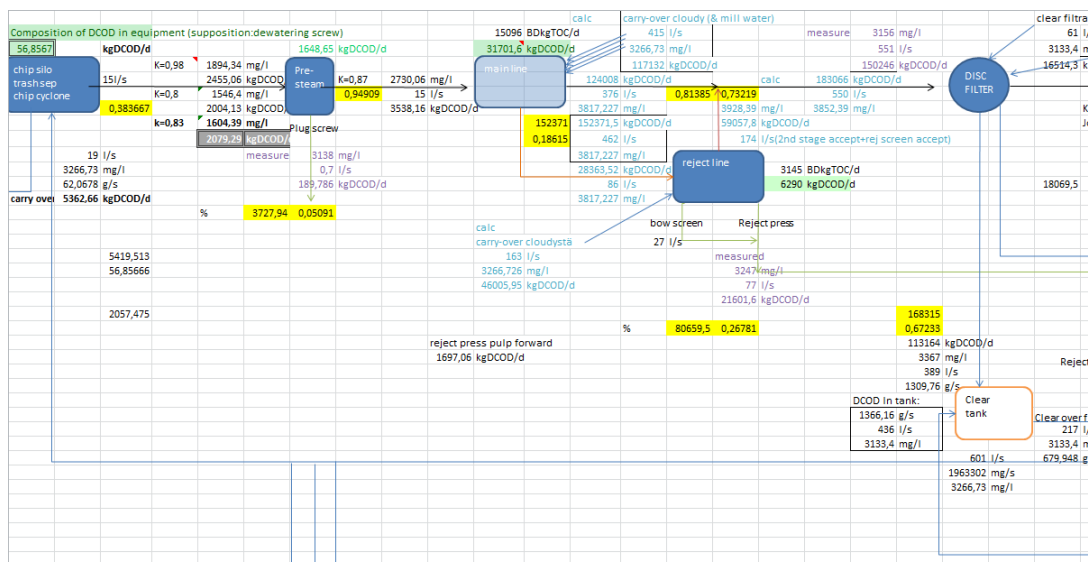 calc carry-over cloudy (& mill water) clear filtra
Composition of DCOD in equipment (supposition:dewatering screw) 15096 BDkgTOC/d 415 l/s measure 3156 mg/l 61 l/
56,8567 kgDCOD/d 1648,65 kgDCOD/d 31701,6 kgDCOD/d 3266,73 mg/l 551 l/s 3133,4 m
chip silo K=0,98 1894,34 mg/l Pre- main line 117132 kgDCOD/d 150246 kgDCOD/d 16514,3 k
trash sep 15 l/s 2455,06 kgDCOD/d steam K=0,87 2730,06 mg/l 124008 kgDCOD/d calc 183066 kgDCOD/d DISC
chip cyclone K=0,8 1546,4 mg/l 0,94909 15 l/s 376 l/s 0,81385 0,73219 550 l/s FILTER
0,383667 2004,13 kgDCOD/d 3538,16 kgDCOD/d 3817,227 mg/l 3928,39 mg/l 3852,39 mg/l K
k=0,83 1604,39 mg/l Plug screw 152371 152371,5 kgDCOD/d 59057,8 kgDCOD/d
2079,29 kgDCOD/d 0,18615 462 l/s 174 l/s(2nd stage accept+rej screen accept)
19 l/s measure 3138 mg/l 3817,227 mg/l reject line
3266,73 mg/l 0,7 l/s 28363,52 kgDCOD/d 3145 BDkgTOC/d
62,0678 g/s 189,786 kgDCOD/d 86 l/s 6290 kgDCOD/d 18069,5
carry over 5362,66 kgDCOD/d 3817,227 mg/l
% 3727,94 0,05091 bow screen Reject press
calc
carry-over cloudystä 27 l/s
5419,513 163 l/s measured
56,85666 3266,726 mg/l 3247 mg/l
46005,95 kgDCOD/d 77 l/s
21601,6 kgDCOD/d
2057,475 168315
% 80659,5 0,26781 0,67233
reject press pulp forward 113164 kgDCOD/d
1697,06 kgDCOD/d 3367 mg/l Reject
389 l/s
1309,76 g/s
DCOD In tank: Clear
1366,16 g/s tank Clear over f
436 l/s 217 l/
3133,4 mg/l 3133,4 m
601 l/s 679,948 g
1963302 mg/s
3266,73 mg/l